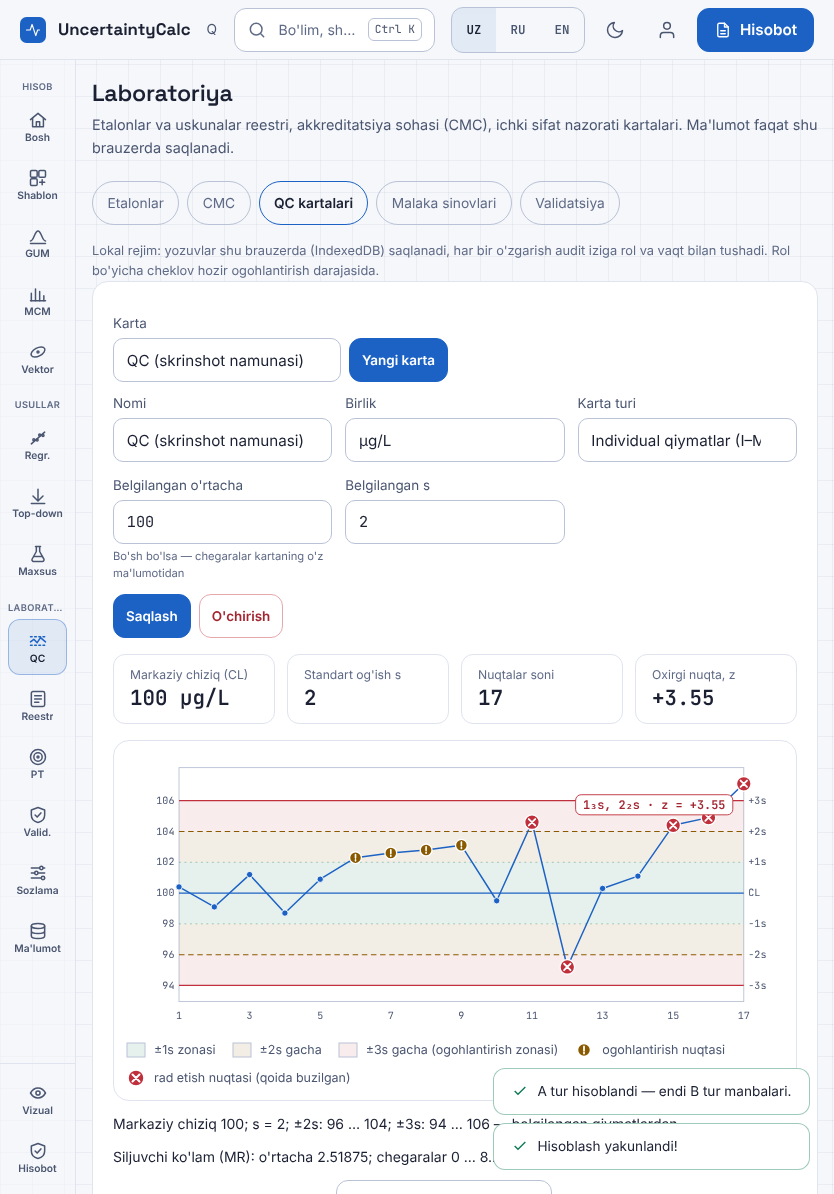 UncertaintyCalc
Q
Bo'lim, sh...
Ctrl K
UZ
RU
EN
Hisobot
HISOB
Bosh
Shablon
GUM
MCM
Vektor
USULLAR
Regr.
Top-down
Maxsus
LABORAT...
QC
Reestr
PT
Valid.
Sozlama
Ma'lumot
Vizual
Hisobot
Laboratoriya
Etalonlar va uskunalar reestri, akkreditatsiya sohasi (CMC), ichki sifat nazorati kartalari. Ma'lumot faqat shu
brauzerda saqlanadi.
Etalonlar
CMC
QC kartalari
Malaka sinovlari
Validatsiya
Lokal rejim: yozuvlar shu brauzerda (IndexedDB) saqlanadi, har bir o'zgarish audit iziga rol va vaqt bilan tushadi. Rol
bo'yicha cheklov hozir ogohlantirish darajasida.
Karta
QC (skrinshot namunasi)
Yangi karta
Nomi
Birlik
Karta turi
QC (skrinshot namunasi)
µg/L
Individual qiymatlar (I–M
Belgilangan o'rtacha
Belgilangan s
100
2
Bo'sh bo'lsa — chegaralar kartaning o'z
ma'lumotidan
Saqlash
O'chirish
Markaziy chiziq (CL)
100 µg/L
Standart og'ish s
2
Nuqtalar soni
17
Oxirgi nuqta, z
+3.55
1₃s, 2₂s · z = +3.55
106
+3s
104
+2s
102
+1s
100
CL
98
-1s
96
-2s
94
-3s
1
3
5
7
9
11
13
15
17
±1s zonasi
±2s gacha
±3s gacha (ogohlantirish zonasi)
ogohlantirish nuqtasi
rad etish nuqtasi (qoida buzilgan)
A tur hisoblandi — endi B tur manbalari.
Markaziy chiziq 100; s = 2; ±2s: 96 … 104; ±3s: 94 … 106 — belgilangan qiymatlardan
Hisoblash yakunlandi!
Siljuvchi ko'lam (MR): o'rtacha 2.51875; chegaralar 0 … 8.